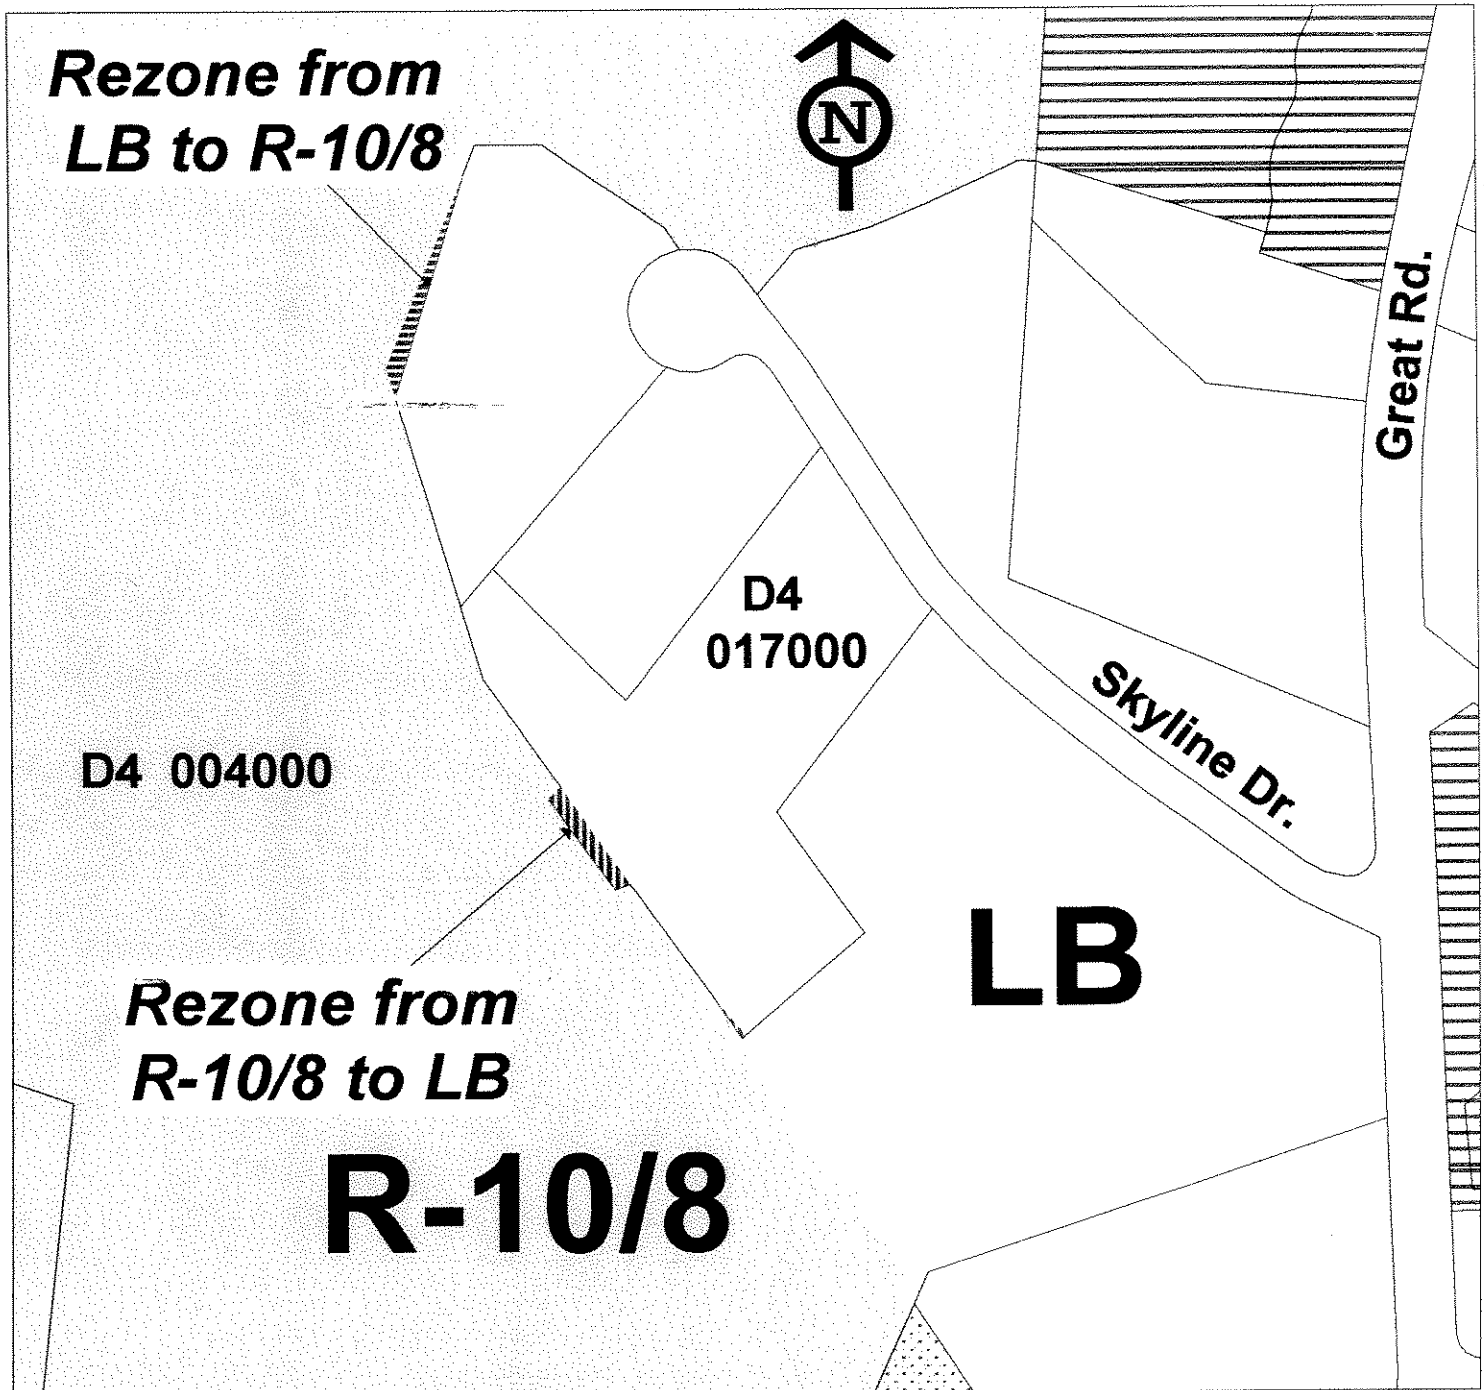 Rezone from
LB to R-10/8
N
Great Rd.
D4
017000
Skyline Dr.
D4 004000
LB
Rezone from
R-10/8 to LB
R-10/8